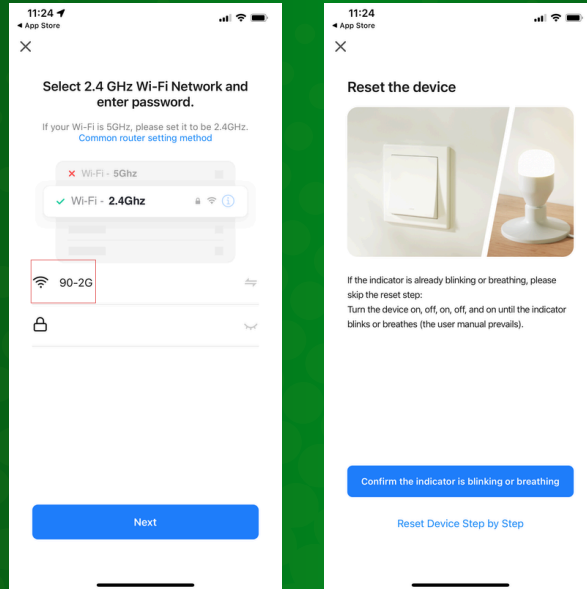 11:24
◀ App Store
Select 2.4 GHz Wi-Fi Network and
enter password.
If your Wi-Fi is 5GHz, please set it to be 2.4GHz.
Common router setting method
Wi-Fi - 5Ghz
Wi-Fi - 2.4Ghz
90-2G
Next
11:24
◀ App Store
Reset the device
If the indicator is already blinking or breathing, please
skip the reset step:
Turn the device on, off, on, off, and on until the indicator
blinks or breathes (the user manual prevails).
Confirm the indicator is blinking or breathing
Reset Device Step by Step